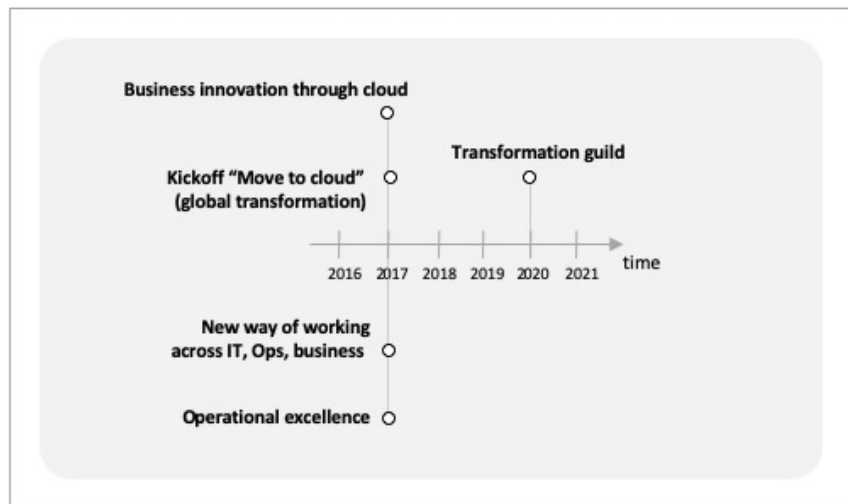 Business innovation through cloud
Transformation guild
Kickoff “Move to cloud”
(global transformation)
time
2016 2017 2018 2019 2020 2021
New way of working
across IT, Ops, business
Operational excellence